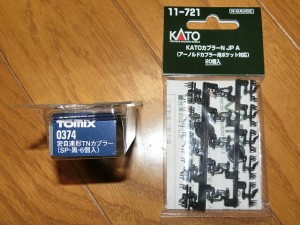 TOMIX
0374
密自連形TNカプラー
(SP・黒・6個入)
11-721
N-GAUGE
KATO
KATOカプラーN JP A
(アーノルドカプラー用ポケット対応)
20個入